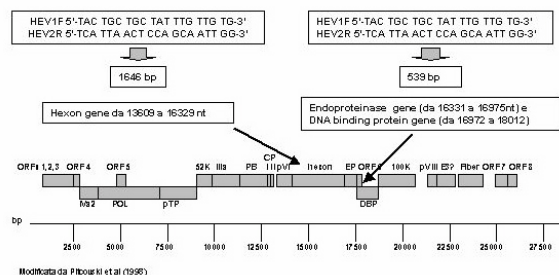 HEV1F 5'-TAC TGC TGC TAT TTG TTG TG-3'
HEV2R 5'-TCA TTA ACT CCA GCA ATT GG-3'
HEV1F 5'-TAC TGC TGC TAT TTG TTG TG-3'
HEV2R 5'-TCA TTA ACT CCA GCA ATT GG-3'
1646 bp
539 bp
Hexon gene da 13609 a 16329 nt
Endoproteinase gene (da 16331 a 16975nt) e
DNA binding protein gene (da 16972 a 18012)
ORFs 1,2,3 ORF4 ORF5 52K IIIa PB CP III pVI Hexon EP ORF6 100K pVIII E3? Fiber ORF7 ORF8
IVa2 POL pTP DBP
bp
2500 5000 7500 10000 12500 15000 17500 20000 22500 25000 27500
Modificata da Pitcovski et al (1998)